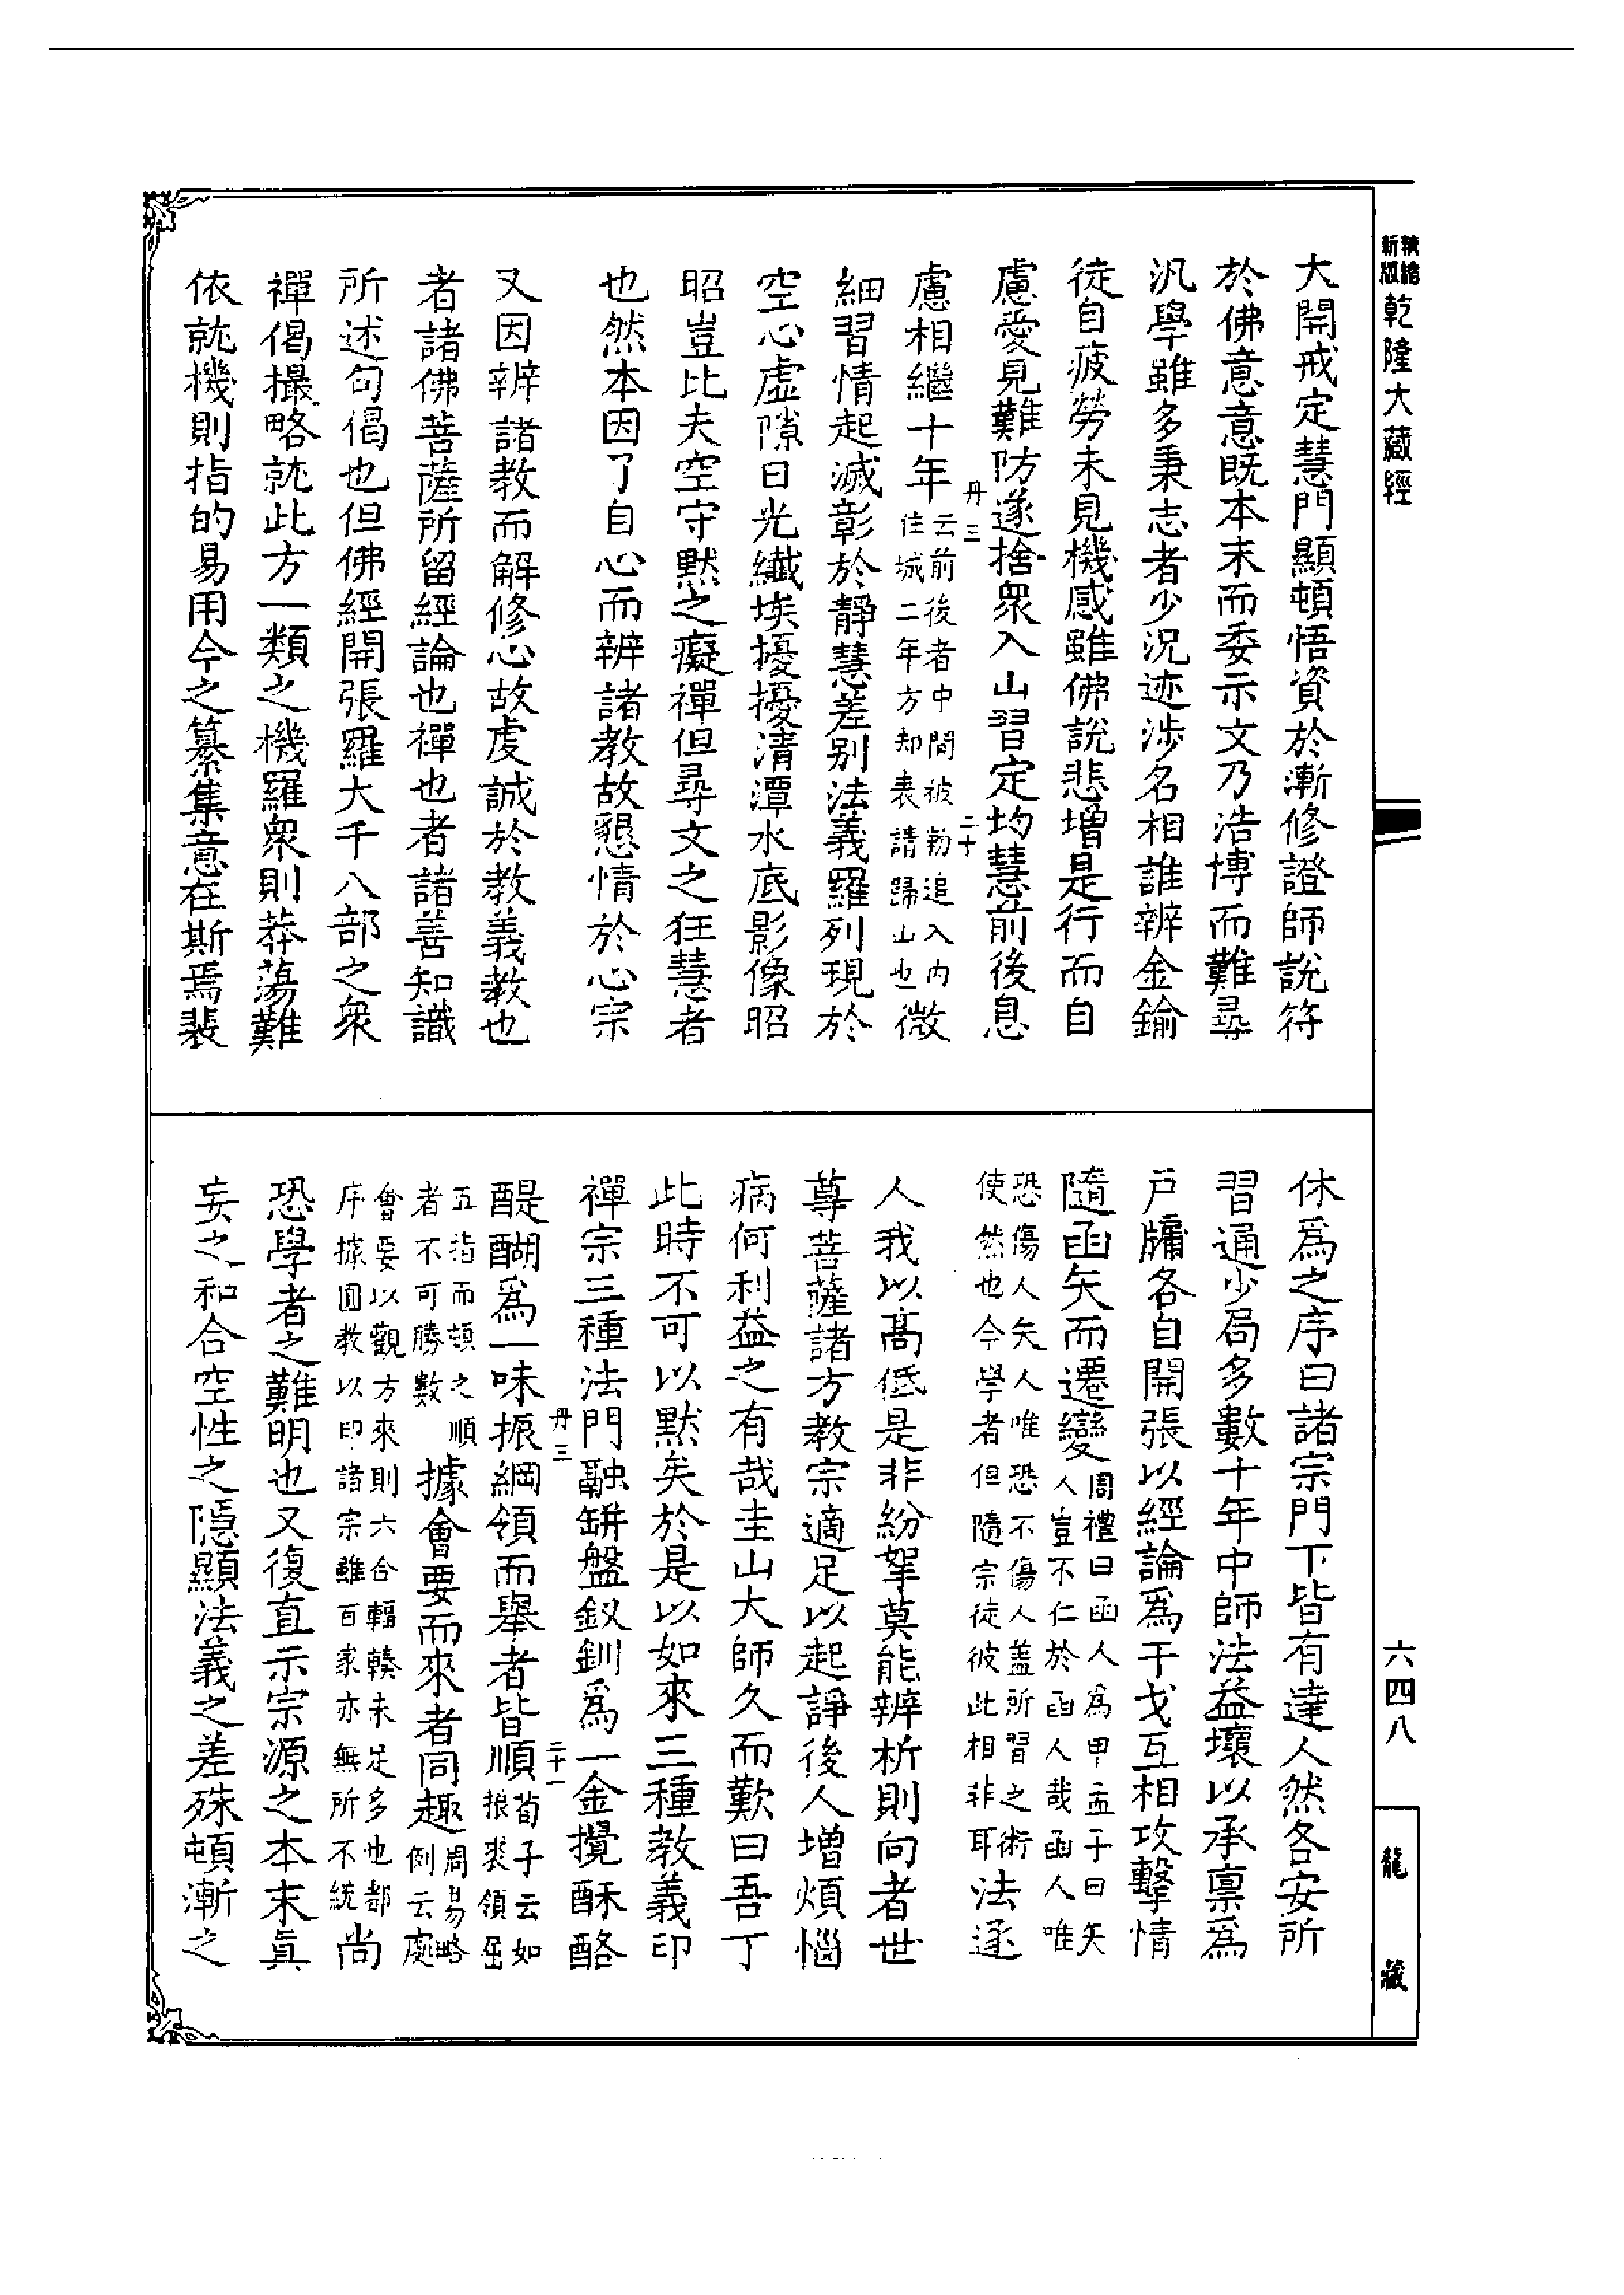 新版精縮乾隆大藏經
大開戒定慧門顯頓悟資於漸修證師說符
於佛意意既本末而委示文乃浩博而難尋
汎學雖多秉志者少況迹涉名相誰辨金鍮
徒自疲勞未見機感雖佛說悲增是行而自
慮愛見難防遂捨眾入山習定均慧前後息
丹三 二十
慮相繼十年云前後者中間被勅追入內住城二年方却表請歸山也微
細習情起滅彰於靜慧差別法義羅列現於
空心虛隙日光纖埃擾擾清潭水底影像昭
昭豈比夫空守默之癡禪但尋文之狂慧者
也然本因了自心而辨諸教故懇情於心宗
又因辨諸教而解修心故虔誠於教義教也
者諸佛菩薩所留經論也禪也者諸善知識
所述句偈也但佛經開張羅大千八部之眾
禪偈撮略就此方一類之機羅眾則莽蕩難
依就機則指的易用今之纂集意在斯焉裴
休為之序曰諸宗門下皆有達人然各安所
習通少局多數十年中師法益壞以承稟為
戶牖各自開張以經論為干戈互相攻擊情
隨函矢而遷變周禮曰函人為甲孟子曰矢人豈不仁於函人哉函人唯
恐傷人矢人唯恐不傷人蓋所習之術使然也今學者但隨宗徒彼此相非耳法逐
人我以高低是非紛拏莫能辨析則向者世
尊菩薩諸方教宗適足以起諍後人增煩惱
病何利益之有哉圭山大師久而歎曰吾丁
此時不可以默矣於是以如來三種教義印
禪宗三種法門融缾盤釵釧為一金攪酥酪
丹三 二十一
醍醐為一味振綱領而舉者皆順荀子云如挈裘領屈
五指而頓之順者不可勝數據會要而來者同趣周易略例云處
會要以觀方來則六合輻輳未足多也都序據圓教以印諸宗雖百家亦無所不統尚
恐學者之難明也又復直示宗源之本末真
妄之和合空性之隱顯法義之差殊頓漸之
六四八
龍藏